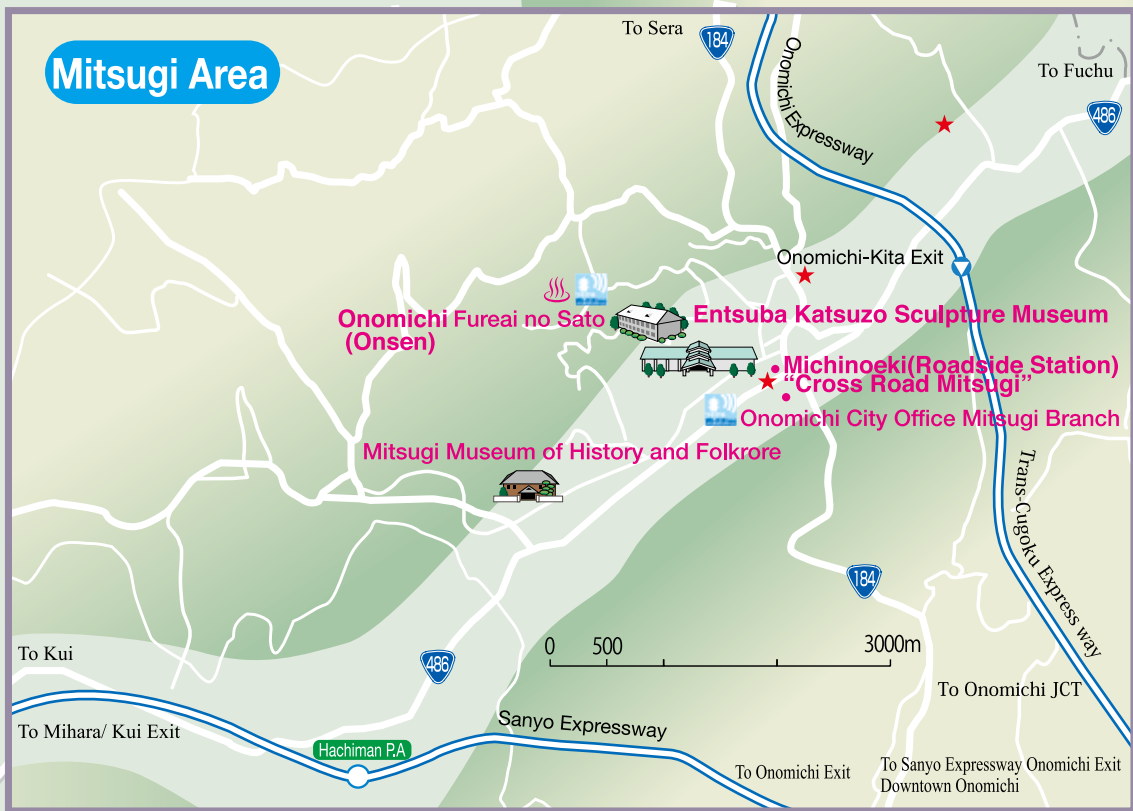 Mitsugi Area
To Sera
184
Onomichi Expressway
To Fuchu
486
Onomichi-Kita Exit
Onomichi Fureai no Sato
(Onsen)
Entsuba Katsuzo Sculpture Museum
Michinoeki(Roadside Station)
“Cross Road Mitsugi”
Onomichi City Office Mitsugi Branch
Mitsugi Museum of History and Folkrore
Trans-Cugoku Express way
184
0 500 3000m
To Kui
486
To Onomichi JCT
To Mihara/ Kui Exit
Sanyo Expressway
Hachiman P.A
To Onomichi Exit
To Sanyo Expressway Onomichi Exit
Downtown Onomichi